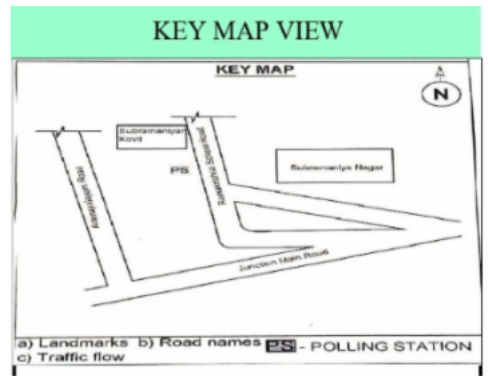 KEY MAP VIEW
KEY MAP
N
Subramaniyar
Kovil
PS
Subramaniya Nagar
Junction Main Road
a) Landmarks b) Road names PS - POLLING STATION
c) Traffic flow